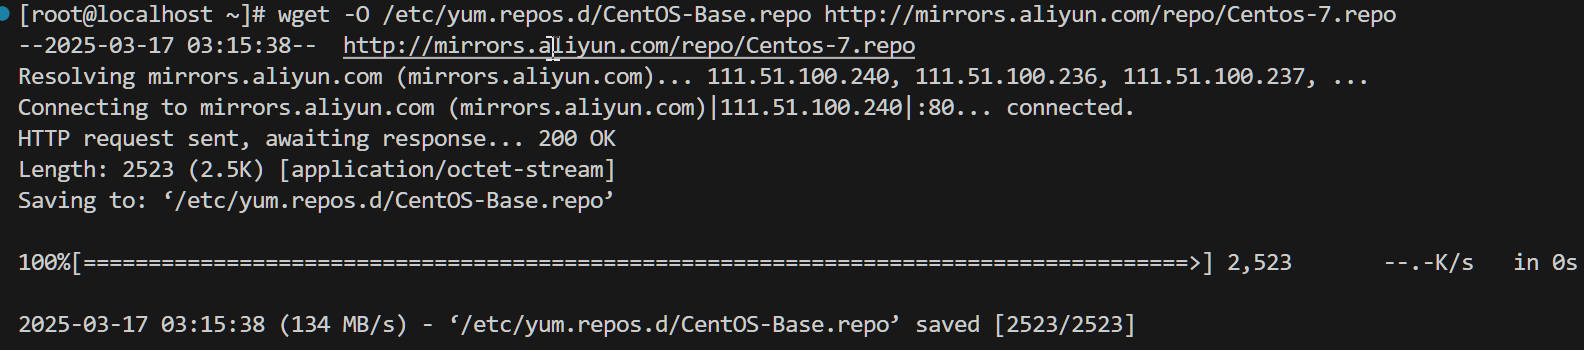 [root@localhost ~]# wget -O /etc/yum.repos.d/CentOS-Base.repo http://mirrors.aliyun.com/repo/Centos-7.repo
--2025-03-17 03:15:38--  http://mirrors.aliyun.com/repo/Centos-7.repo
Resolving mirrors.aliyun.com (mirrors.aliyun.com)... 111.51.100.240, 111.51.100.236, 111.51.100.237, ...
Connecting to mirrors.aliyun.com (mirrors.aliyun.com)|111.51.100.240|:80... connected.
HTTP request sent, awaiting response... 200 OK
Length: 2523 (2.5K) [application/octet-stream]
Saving to: ‘/etc/yum.repos.d/CentOS-Base.repo’
100%[=====================================================================================>] 2,523       --.-K/s   in 0s
2025-03-17 03:15:38 (134 MB/s) - ‘/etc/yum.repos.d/CentOS-Base.repo’ saved [2523/2523]